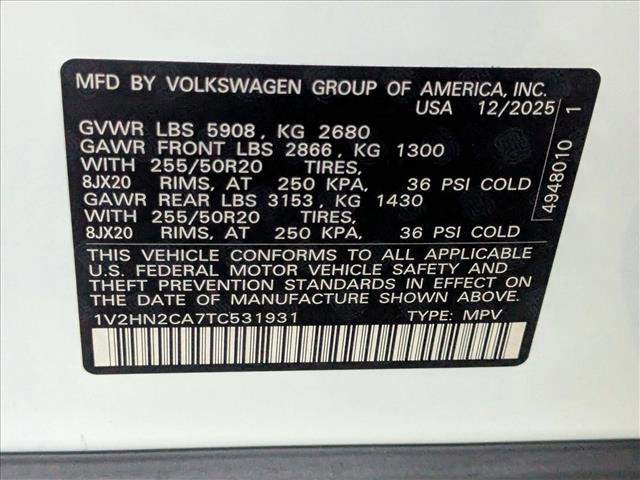 MFD BY VOLKSWAGEN GROUP OF AMERICA, INC.
USA 12/2025
GVWR LBS 5908, KG 2680
GAWR FRONT LBS 2866, KG 1300
WITH 255/50R20 TIRES,
8JX20 RIMS, AT 250 KPA, 36 PSI COLD
GAWR REAR LBS 3153, KG 1430
WITH 255/50R20 TIRES,
8JX20 RIMS, AT 250 KPA, 36 PSI COLD
THIS VEHICLE CONFORMS TO ALL APPLICABLE
U.S. FEDERAL MOTOR VEHICLE SAFETY AND
THEFT PREVENTION STANDARDS IN EFFECT ON
THE DATE OF MANUFACTURE SHOWN ABOVE.
1V2HN2CA7TC531931 TYPE: MPV
4948010 1